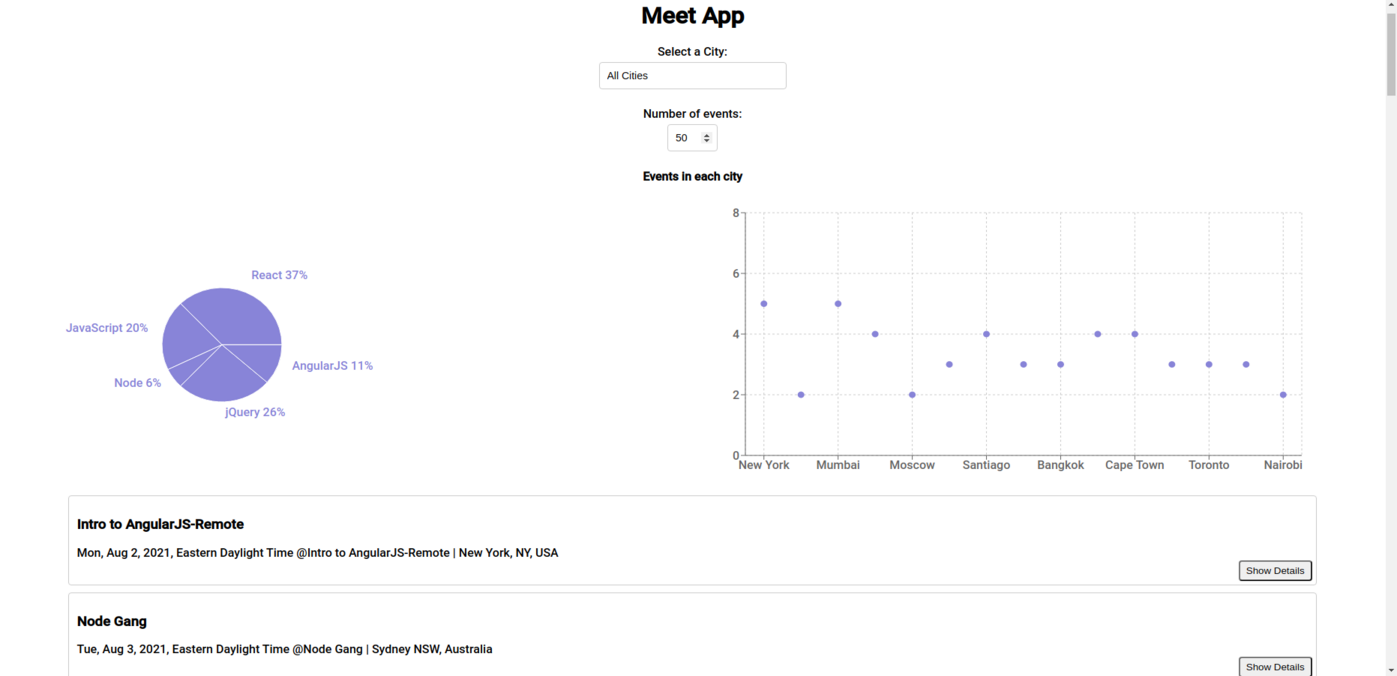 Meet App
Select a City:
All Cities
Number of events:
50
Events in each city
React 37%
JavaScript 20%
AngularJS 11%
Node 6%
jQuery 26%
8
6
4
2
0
New York Mumbai Moscow Santiago Bangkok Cape Town Toronto Nairobi
Intro to AngularJS-Remote
Mon, Aug 2, 2021, Eastern Daylight Time @Intro to AngularJS-Remote | New York, NY, USA
Show Details
Node Gang
Tue, Aug 3, 2021, Eastern Daylight Time @Node Gang | Sydney NSW, Australia
Show Details